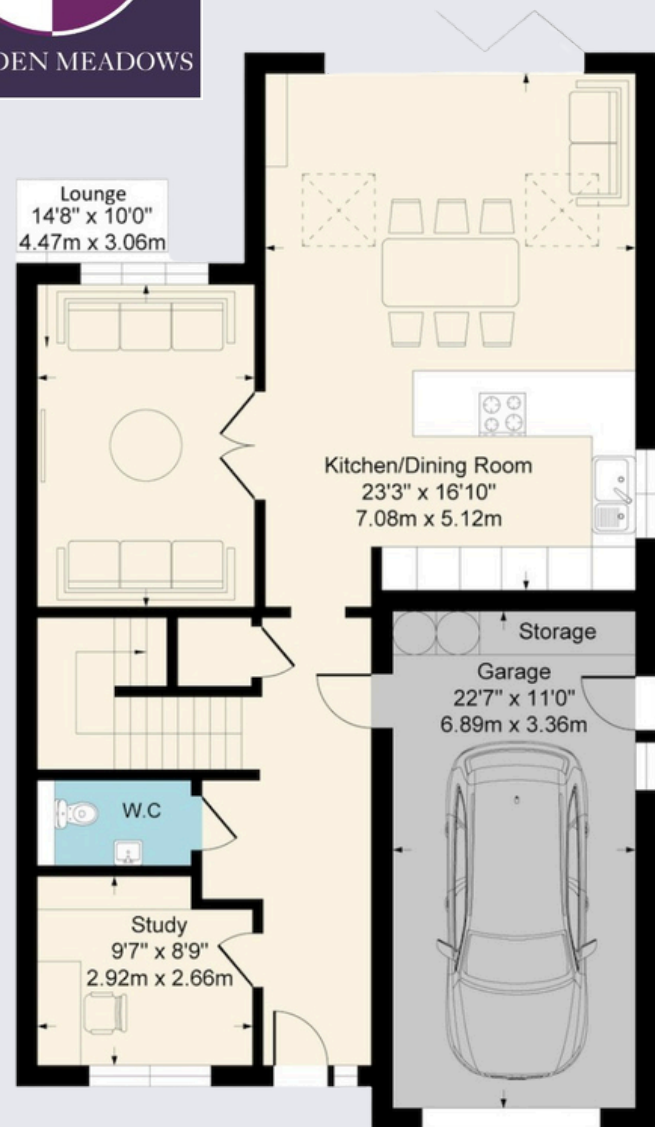 DEN MEADOWS
Lounge
14'8" x 10'0"
4.47m x 3.06m
Kitchen/Dining Room
23'3" x 16'10"
7.08m x 5.12m
Storage
Garage
22'7" x 11'0"
6.89m x 3.36m
W.C
Study
9'7" x 8'9"
2.92m x 2.66m